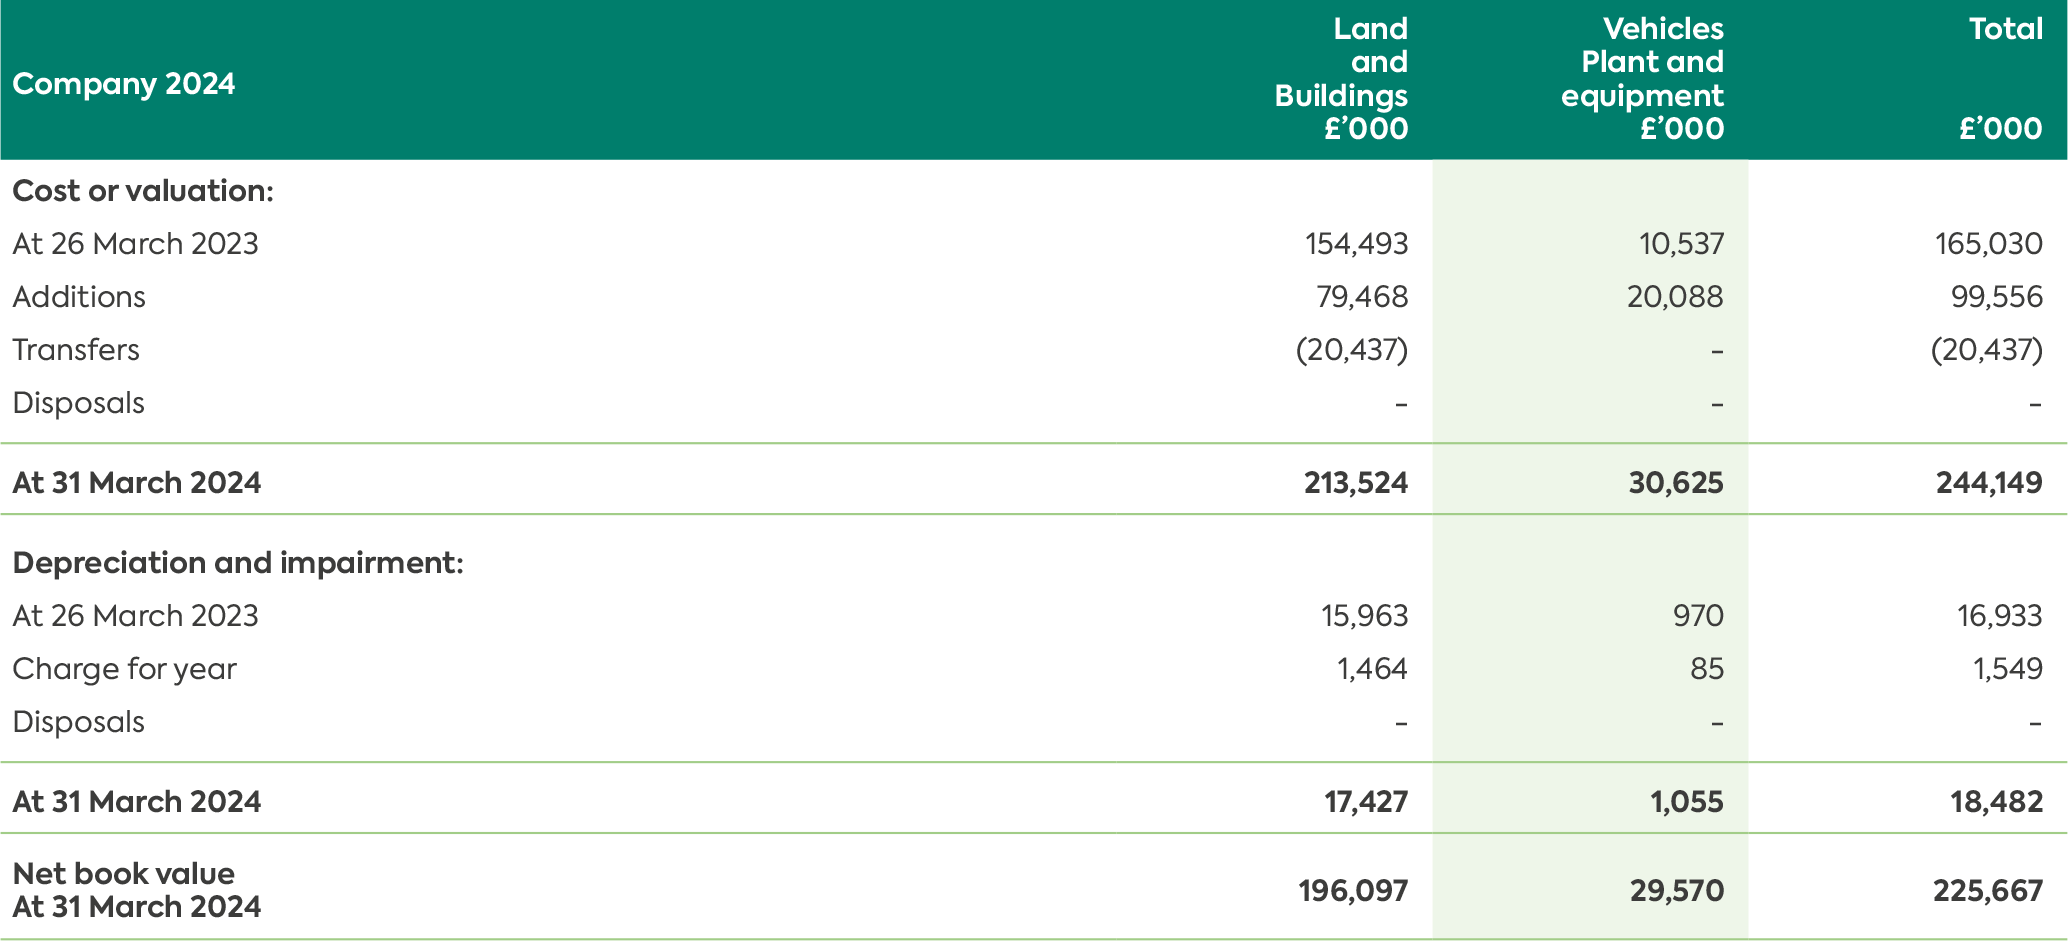 Company 2024
Land and Buildings £’000
Vehicles Plant and equipment £’000
Total £’000
Cost or valuation:
At 26 March 2023 154,493 10,537 165,030
Additions 79,468 20,088 99,556
Transfers (20,437) - (20,437)
Disposals - - -
At 31 March 2024 213,524 30,625 244,149
Depreciation and impairment:
At 26 March 2023 15,963 970 16,933
Charge for year 1,464 85 1,549
Disposals - - -
At 31 March 2024 17,427 1,055 18,482
Net book value
At 31 March 2024 196,097 29,570 225,667